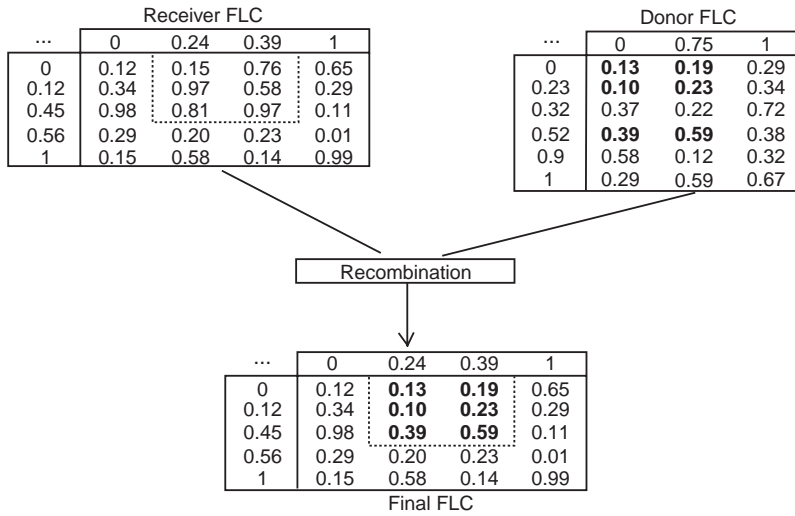 Receiver FLC
... 0 0.24 0.39 1
0 0.12 0.15 0.76 0.65
0.12 0.34 0.97 0.58 0.29
0.45 0.98 0.81 0.97 0.11
0.56 0.29 0.20 0.23 0.01
1 0.15 0.58 0.14 0.99
Donor FLC
... 0 0.75 1
0 0.13 0.19 0.29
0.23 0.10 0.23 0.34
0.32 0.37 0.22 0.72
0.52 0.39 0.59 0.38
0.9 0.58 0.12 0.32
1 0.29 0.59 0.67
Recombination
... 0 0.24 0.39 1
0 0.12 0.13 0.19 0.65
0.12 0.34 0.10 0.23 0.29
0.45 0.98 0.39 0.59 0.11
0.56 0.29 0.20 0.23 0.01
1 0.15 0.58 0.14 0.99
Final FLC